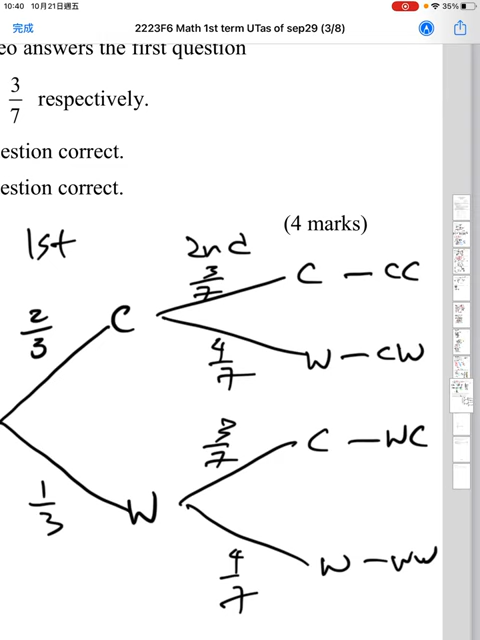 10:40 10月21日週五 35%
完成 2223F6 Math 1st term UTas of sep29 (3/8)
eo answers the first question
3/7 respectively.
estion correct.
estion correct.
(4 marks)
1st 2nd
2/3 C 3/7 C — CC
4/7 W — CW
1/3 W 3/7 C — WC
4/7 W — WW